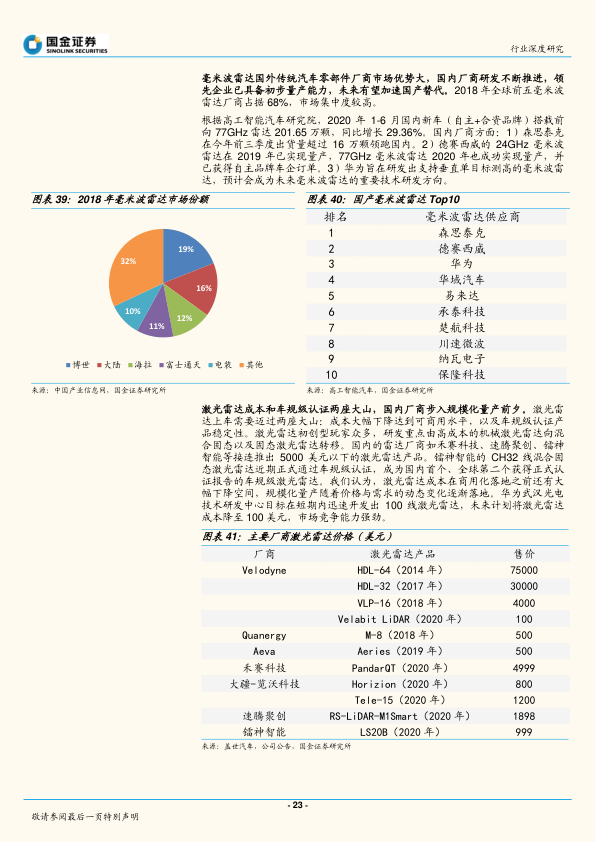 国金证券
SINOLINK SECURITIES
行业深度研究
毫米波雷达国外传统汽车零部件厂商市场优势大，国内厂商研发不断推进，领
先企业已具备初步量产能力，未来有望加速国产替代。2018 年全球前五毫米波
雷达厂商占据 68%，市场集中度较高。
根据高工智能汽车研究院，2020 年 1-6 月国内新车（自主+合资品牌）搭载前
向 77GHz 雷达 201.65 万颗，同比增长 29.36%。国内厂商方面：1）森思泰克
在今年前三季度出货量超过 16 万颗领跑国内。2）德赛西威的 24GHz 毫米波
雷达在 2019 年已实现量产，77GHz 毫米波雷达 2020 年也成功实现量产，并
已获得自主品牌车企订单。3）华为旨在研发出支持垂直单目标测高的毫米波雷
达，预计会成为未来毫米波雷达的重要技术研发方向。
图表 39：2018 年毫米波雷达市场份额
19%
16%
12%
11%
10%
32%
博世 大陆 海拉 富士通天 电装 其他
来源：中国产业信息网，国金证券研究所
图表 40：国产毫米波雷达 Top10
排名 毫米波雷达供应商
1 森思泰克
2 德赛西威
3 华为
4 华域汽车
5 易来达
6 承泰科技
7 楚航科技
8 川速微波
9 纳瓦电子
10 保隆科技
来源：高工智能汽车，国金证券研究所
激光雷达成本和车规级认证两座大山，国内厂商步入规模化量产前夕。激光雷
达上车需要迈过两座大山：成本大幅下降达到可商用水平，以及车规级认证产
品稳定性。激光雷达初创型玩家众多，研发重点由高成本的机械激光雷达向混
合固态以及固态激光雷达转移。国内的雷达厂商如禾赛科技、速腾聚创、镭神
智能等接连推出 5000 美元以下的激光雷达产品。镭神智能的 CH32 线混合固
态激光雷达近期正式通过车规级认证，成为国内首个、全球第二个获得正式认
证报告的车规级激光雷达。我们认为，激光雷达成本在商用化落地之前还有大
幅下降空间，规模化量产随着价格与需求的动态变化逐渐落地。华为武汉光电
技术研发中心目标在短期内迅速开发出 100 线激光雷达，未来计划将激光雷达
成本降至 100 美元，市场竞争能力强劲。
图表 41：主要厂商激光雷达价格（美元）
厂商 激光雷达产品 售价
Velodyne HDL-64（2014 年） 75000
HDL-32（2017 年） 30000
VLP-16（2018 年） 4000
Velabit LiDAR（2020 年） 100
Quanergy M-8（2018 年） 500
Aeva Aeries（2019 年） 500
禾赛科技 PandarQT（2020 年） 4999
大疆-览沃科技 Horizion（2020 年） 800
Tele-15（2020 年） 1200
速腾聚创 RS-LiDAR-M1Smart（2020 年） 1898
镭神智能 LS20B（2020 年） 999
来源：盖世汽车，公司公告，国金证券研究所
- 23 -
敬请参阅最后一页特别声明